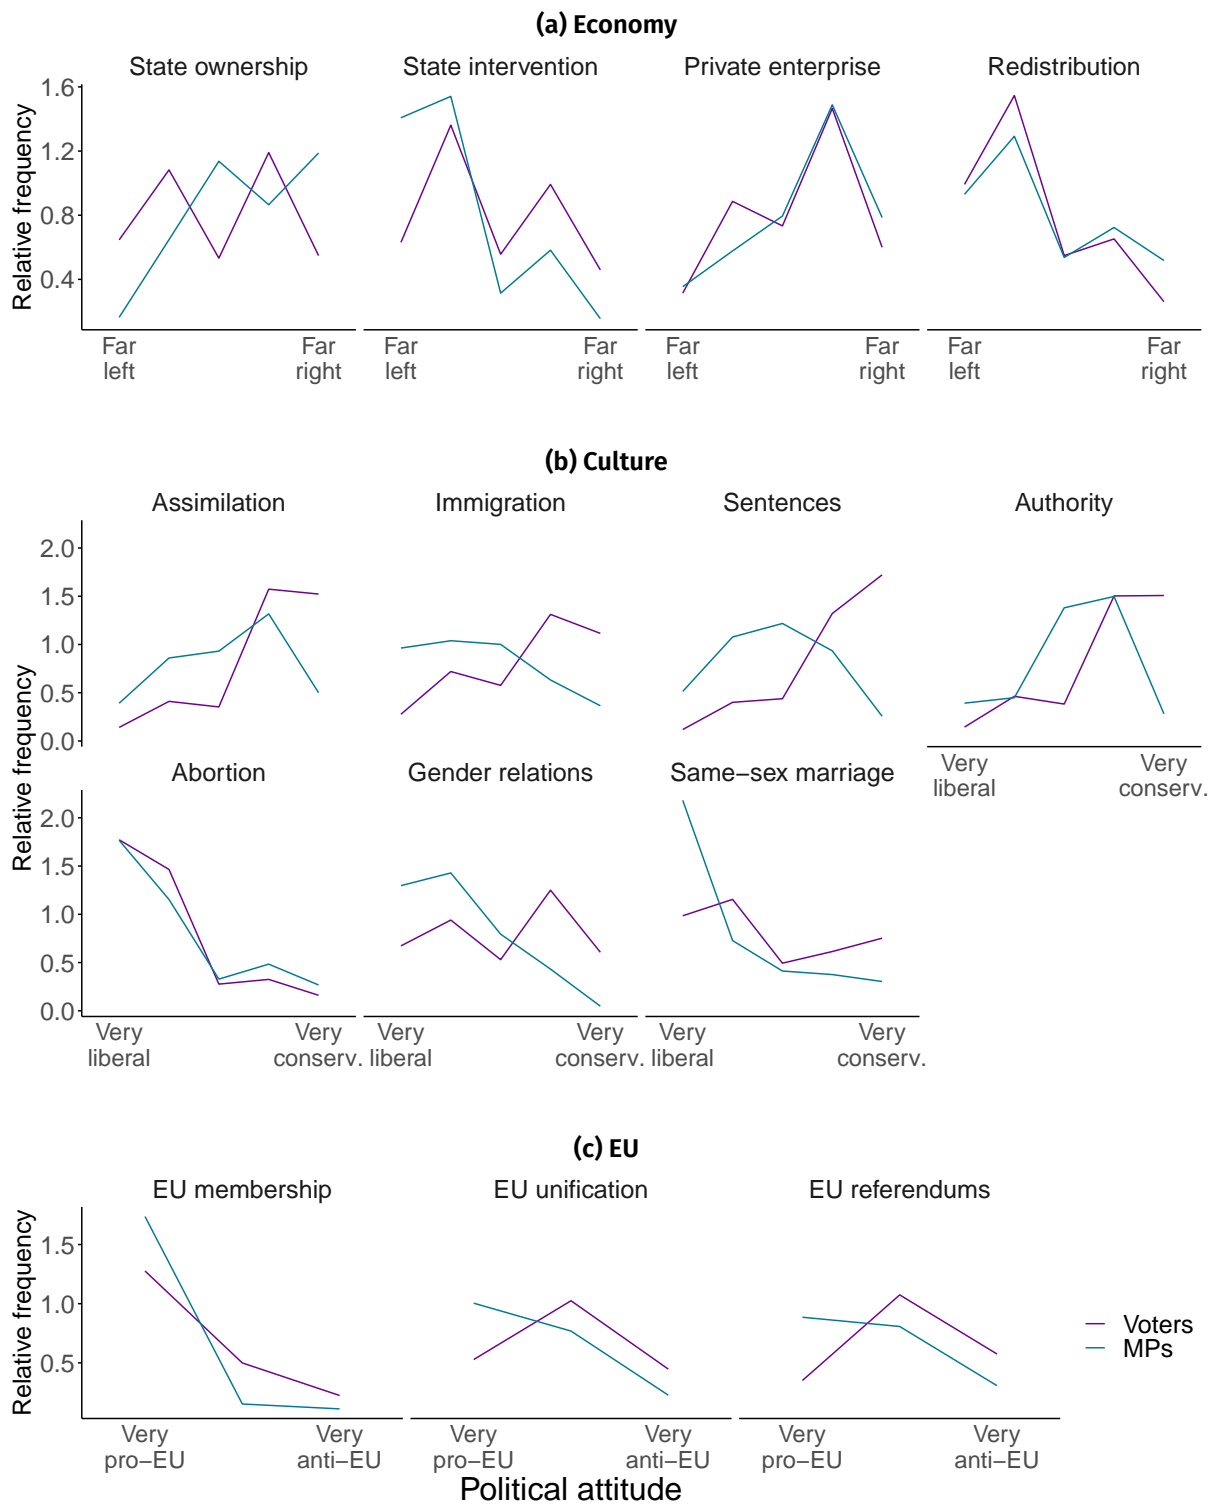 (a) Economy
State ownership State intervention Private enterprise Redistribution
Relative frequency
1.6
1.2
0.8
0.4
Far left Far right Far left Far right Far left Far right Far left Far right
(b) Culture
Assimilation Immigration Sentences Authority
Relative frequency
2.0
1.5
1.0
0.5
0.0
Very liberal Very conserv.
Abortion Gender relations Same−sex marriage
2.0
1.5
1.0
0.5
0.0
Very liberal Very conserv. Very liberal Very conserv. Very liberal Very conserv.
(c) EU
EU membership EU unification EU referendums
Relative frequency
1.5
1.0
0.5
Voters
MPs
Very pro−EU Very anti−EU Very pro−EU Very anti−EU Very pro−EU Very anti−EU
Political attitude